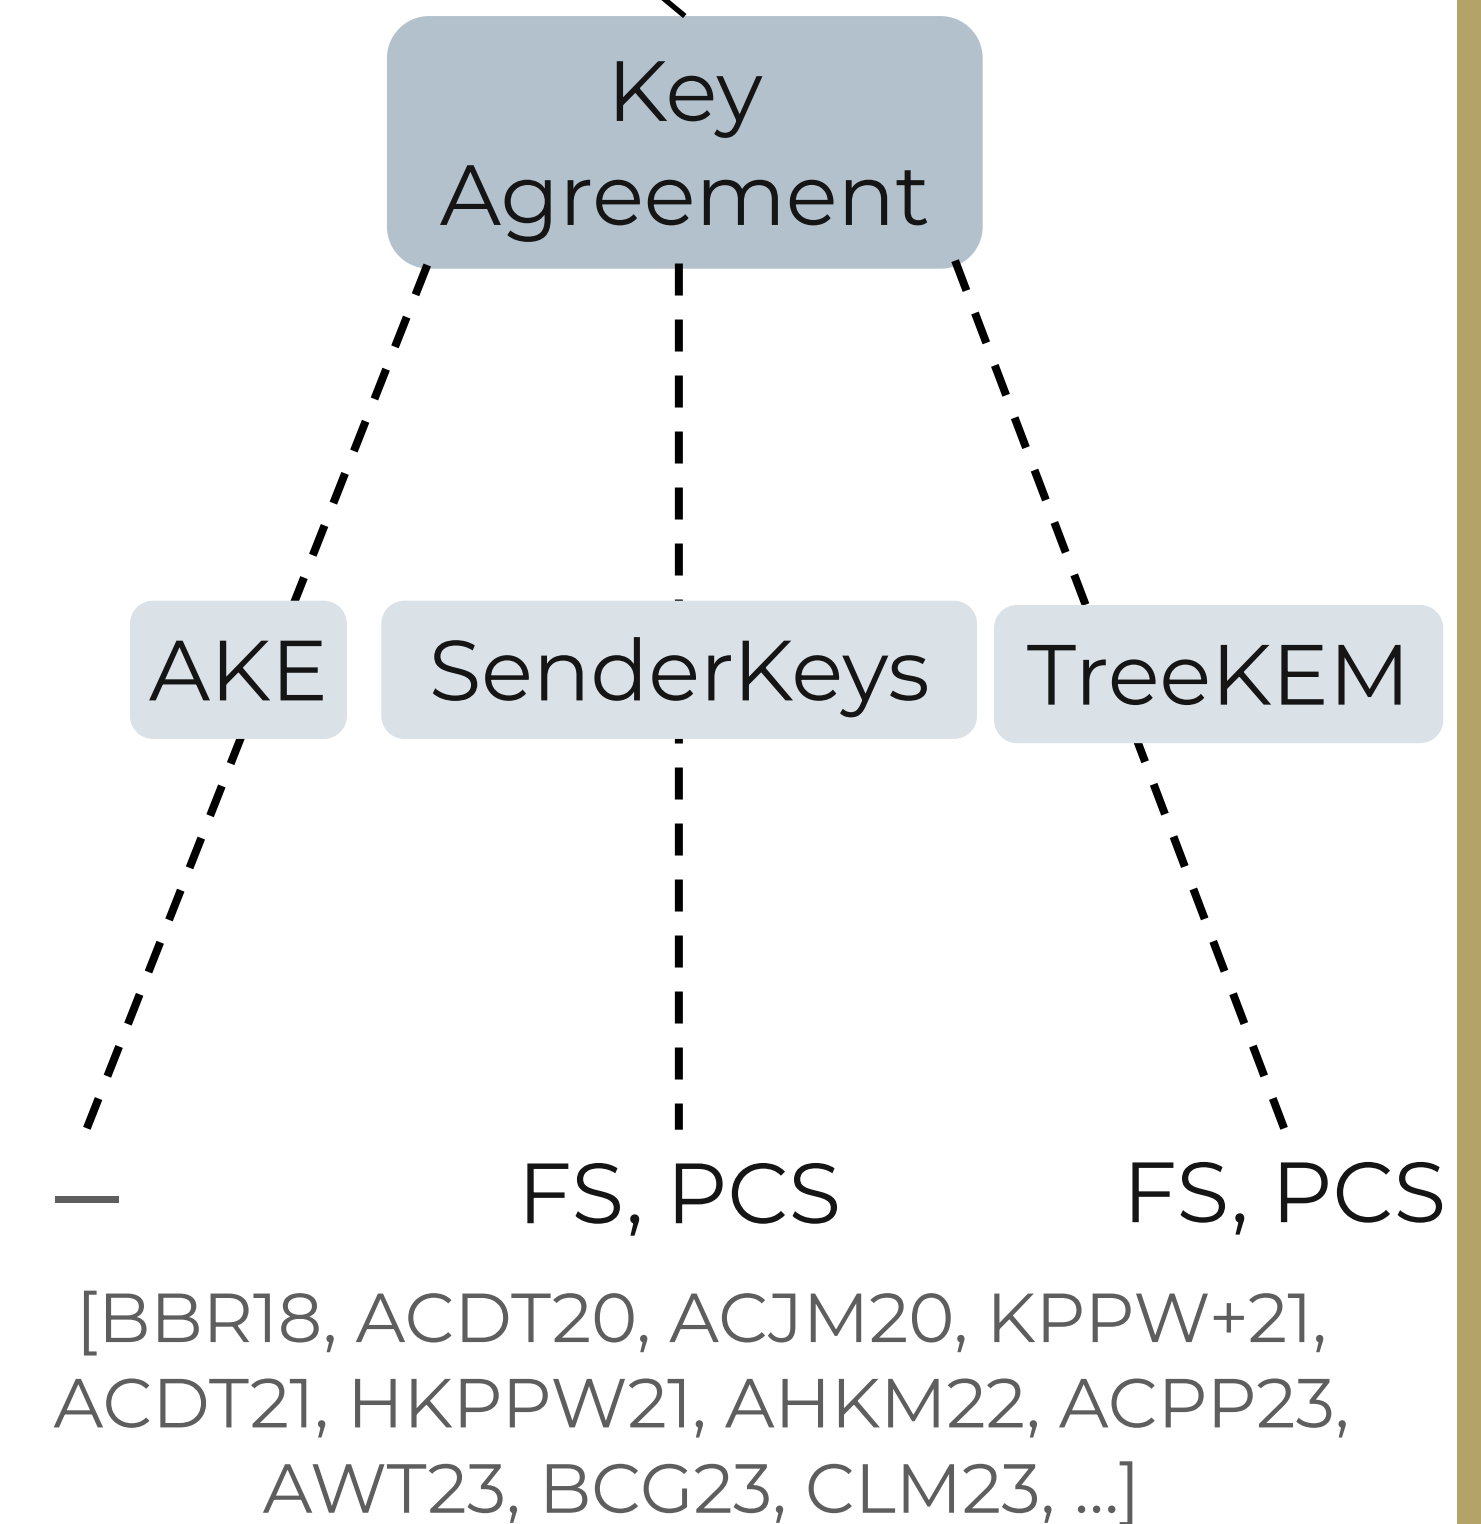 Key
Agreement
AKE
SenderKeys
TreeKEM
—
FS, PCS
FS, PCS
[BBR18, ACDT20, ACJM20, KPPW+21,
ACDT21, HKPPW21, AHKM22, ACPP23,
AWT23, BCG23, CLM23, ...]